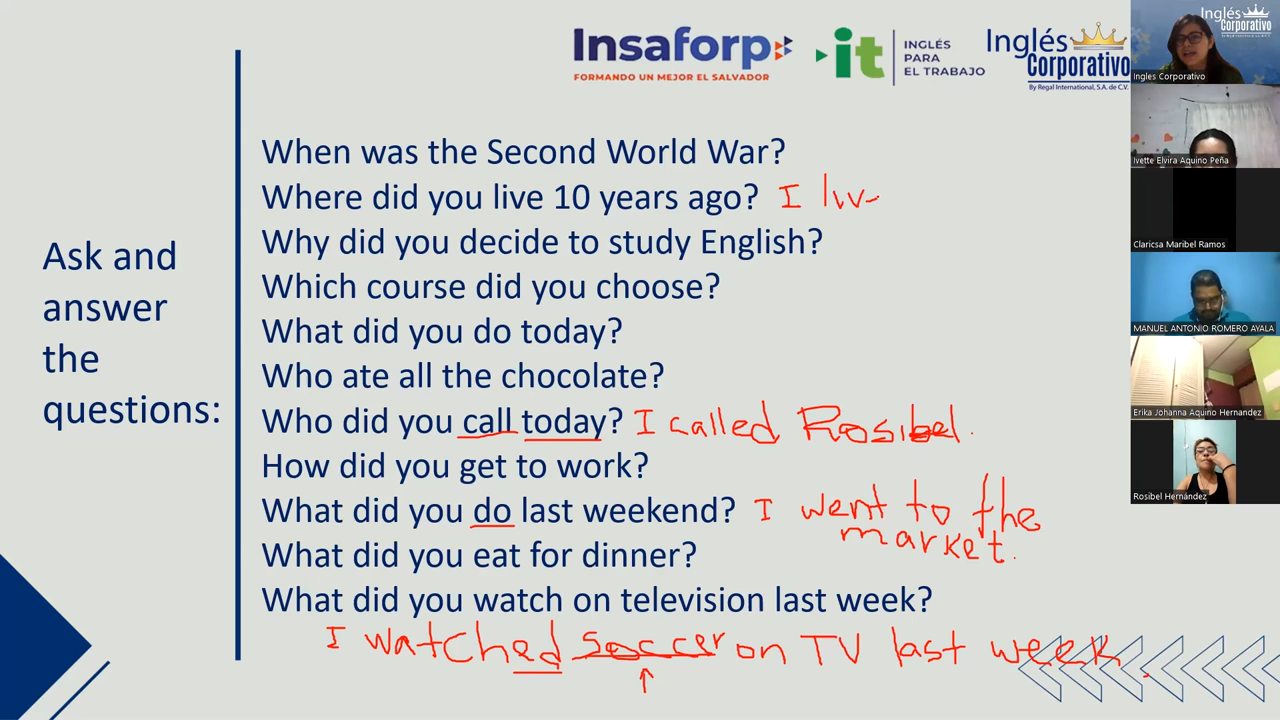 Insaforp
FORMANDO UN MEJOR EL SALVADOR
it
INGLÉS
PARA
EL TRABAJO
Inglés
Corporativo
By Regal International, S.A. de C.V.
Ask and
answer
the
questions:
When was the Second World War?
Where did you live 10 years ago? I liv
Why did you decide to study English?
Which course did you choose?
What did you do today?
Who ate all the chocolate?
Who did you call today? I called Rosibel.
How did you get to work?
What did you do last weekend? I went to the
market.
What did you eat for dinner?
What did you watch on television last week?
I watched soccer on TV last week.
Inglés
Corporativo
Ingles Corporativo
Ivette Elvira Aquino Peña
Claricsa Maribel Ramos
MANUEL ANTONIO ROMERO AYALA
Erika Johanna Aquino Hernandez
Rosibel Hernández